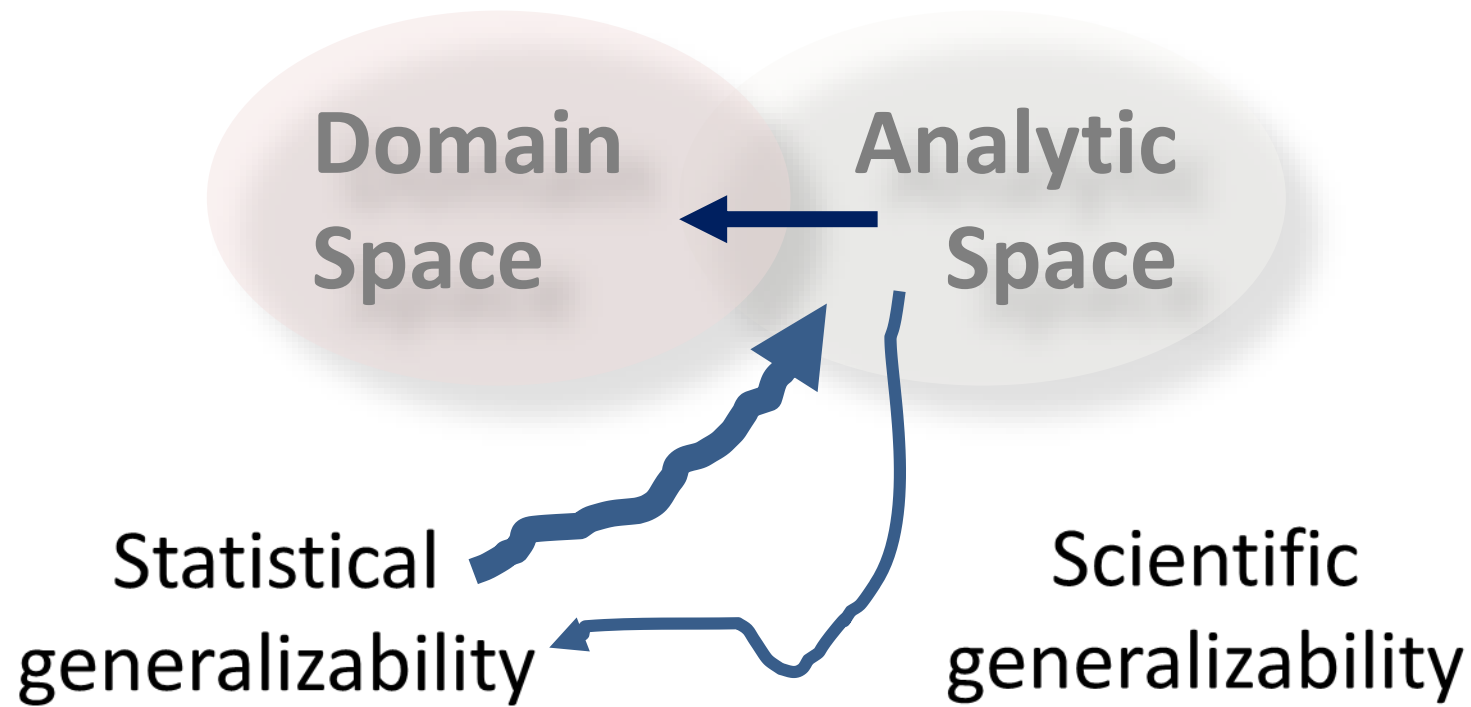 Domain
Space
Analytic
Space
Statistical
generalizability
Scientific
generalizability